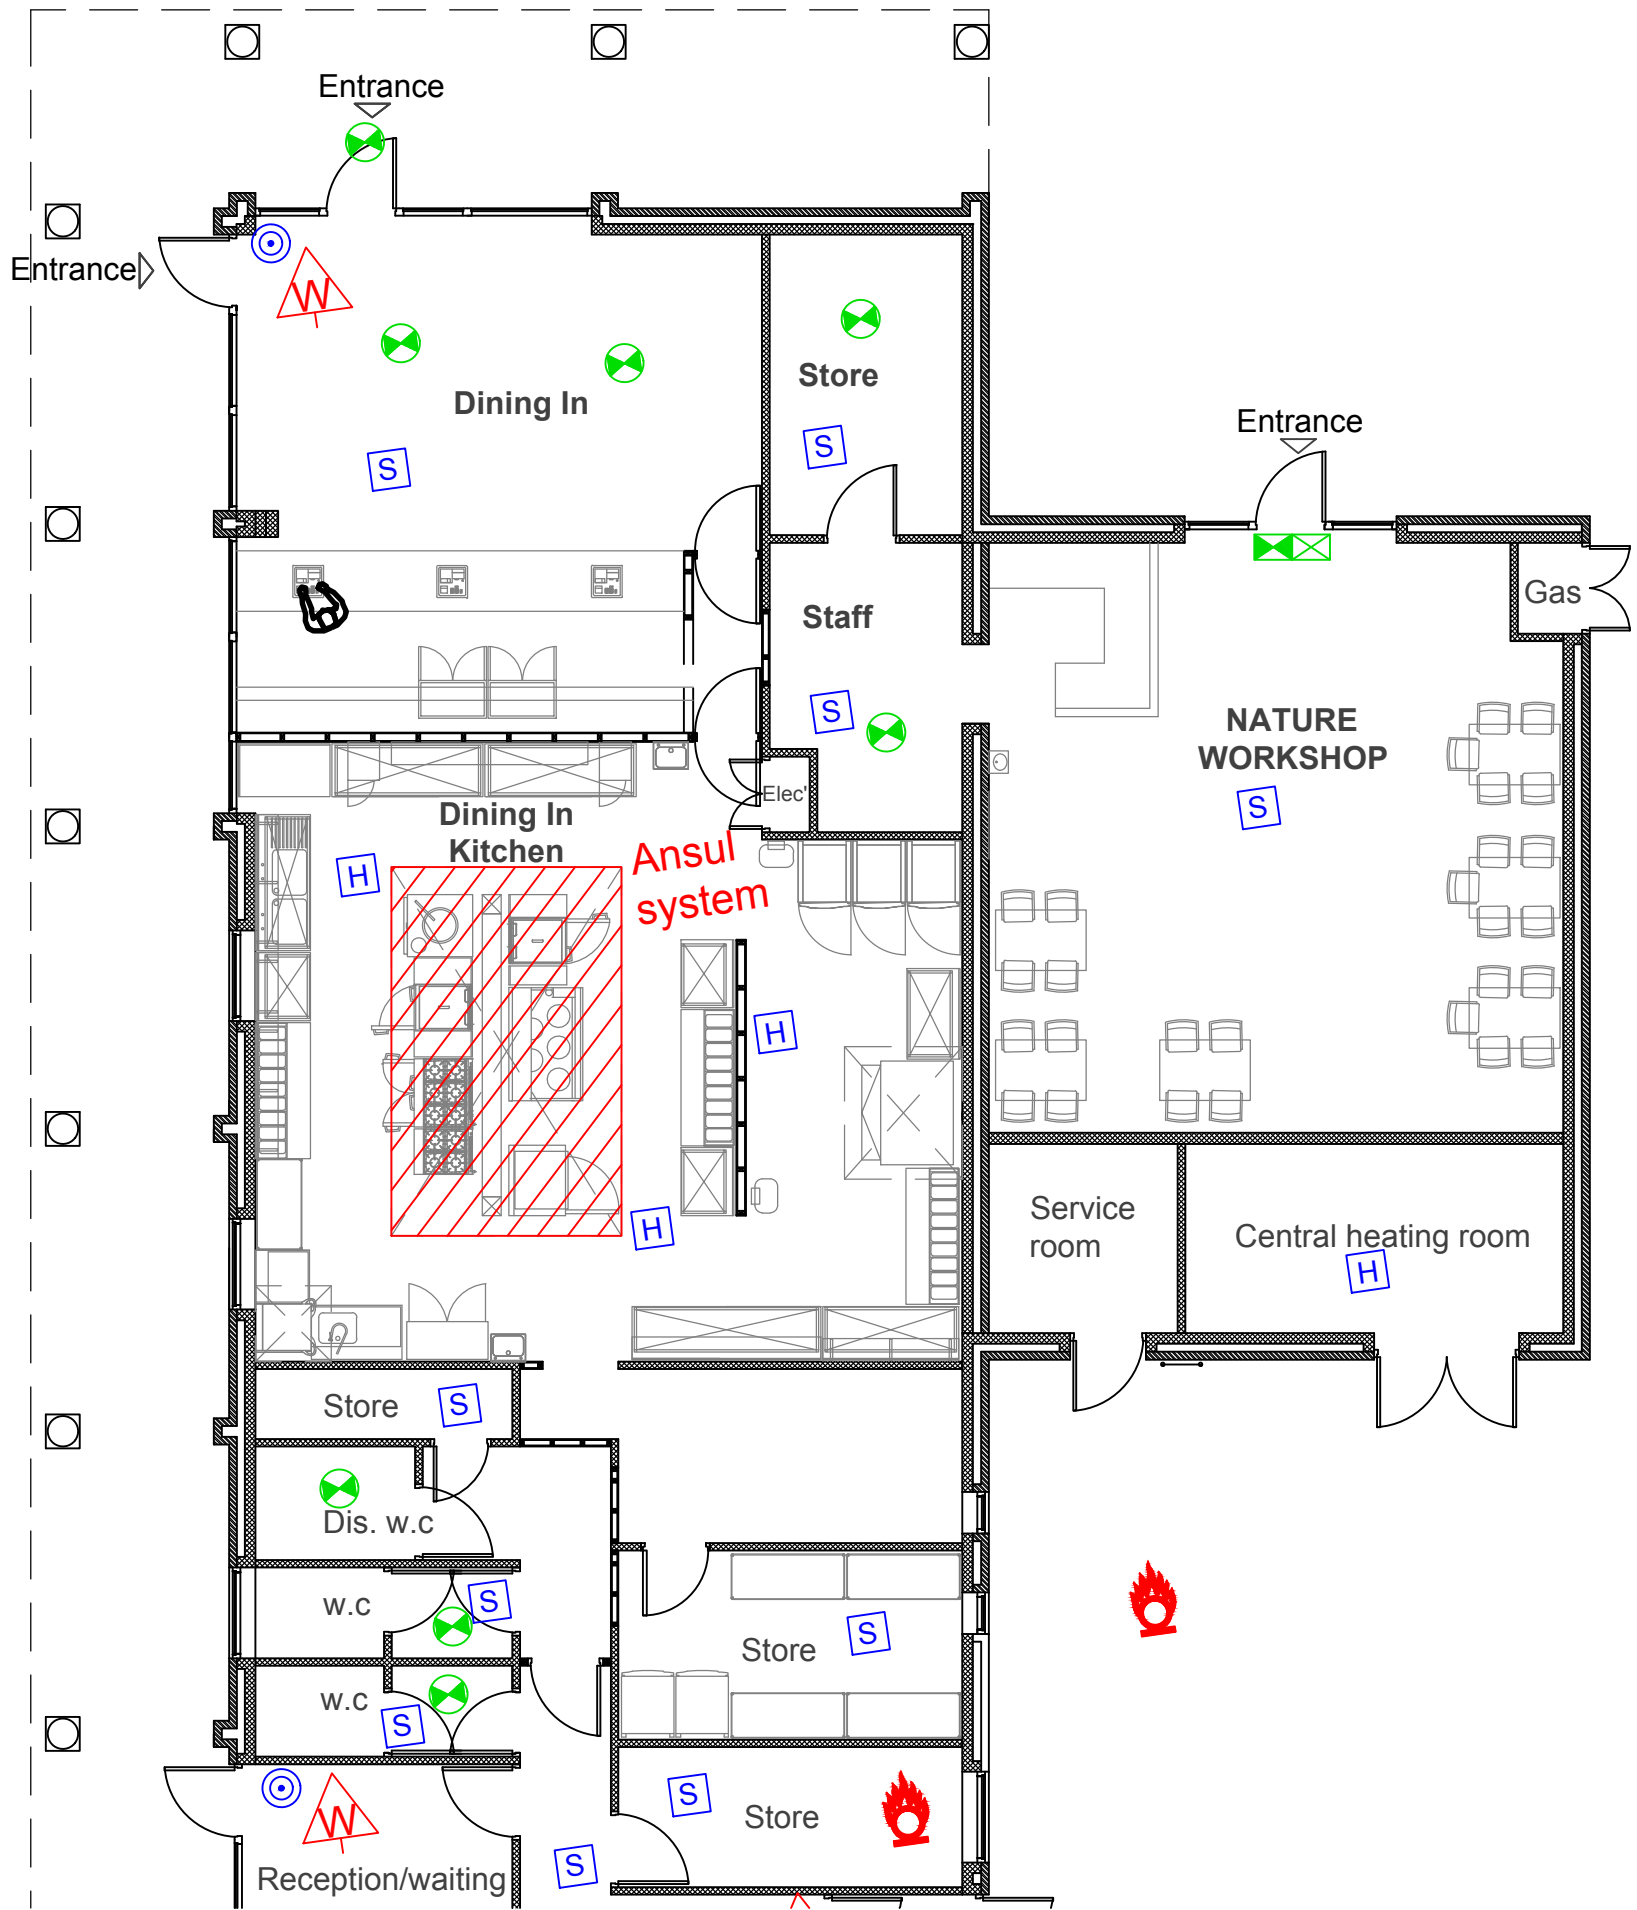 Entrance
Entrance
W
Dining In
S
Store
S
Entrance
Gas
Staff
S
NATURE
WORKSHOP
S
Elec'
Dining In
Kitchen
H
Ansul
system
H
H
Service
room
Central heating room
H
Store
S
Dis. w.c
w.c
S
Store
S
w.c
S
S
Store
W
S
Reception/waiting